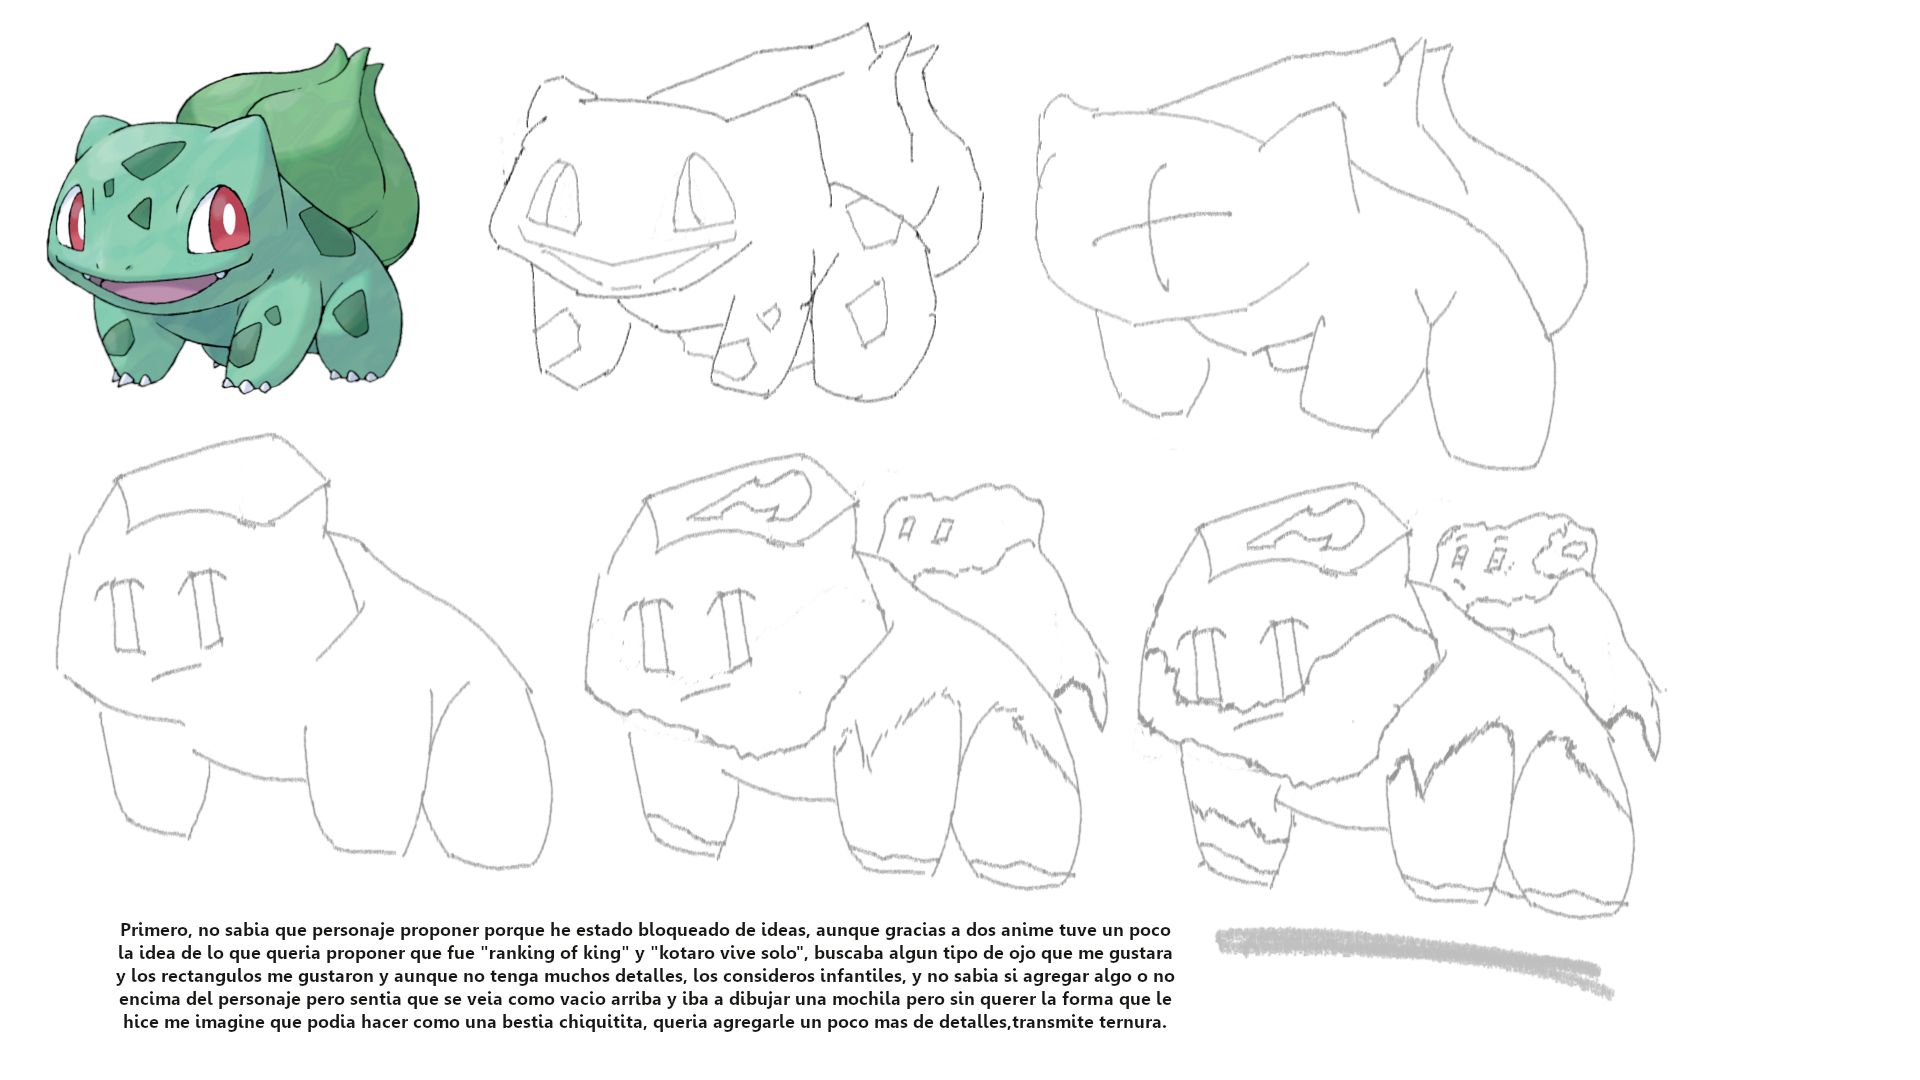 Primero, no sabia que personaje proponer porque he estado bloqueado de ideas, aunque gracias a dos anime tuve un poco
la idea de lo que queria proponer que fue "ranking of king" y "kotaro vive solo", buscaba algun tipo de ojo que me gustara
y los rectangulos me gustaron y aunque no tenga muchos detalles, los consideros infantiles, y no sabia si agregar algo o no
encima del personaje pero sentia que se veia como vacio arriba y iba a dibujar una mochila pero sin querer la forma que le
hice me imagine que podia hacer como una bestia chiquitita, queria agregarle un poco mas de detalles,transmite ternura.